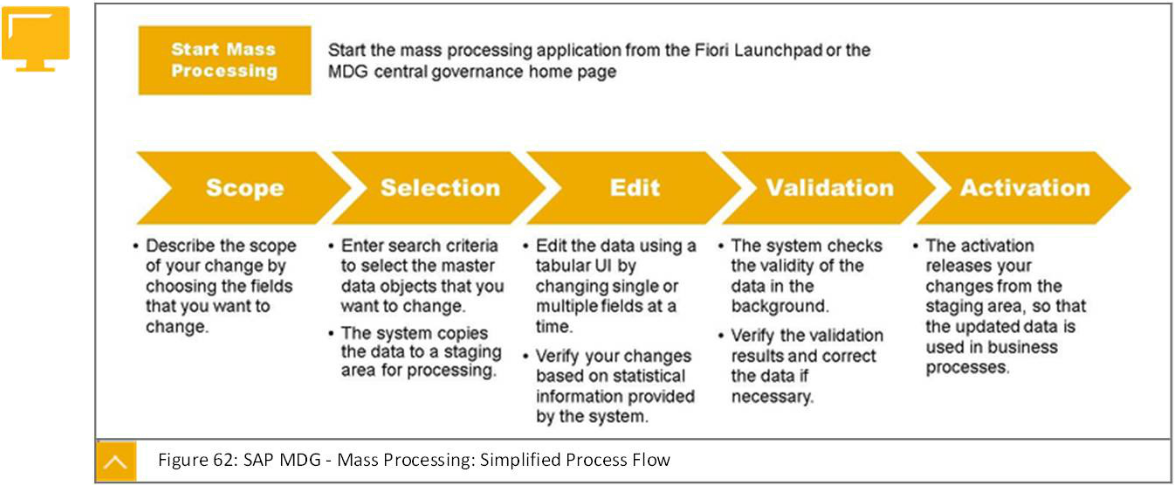 Start Mass
Processing
Start the mass processing application from the Fiori Launchpad or the
MDG central governance home page
Scope
Selection
Edit
Validation
Activation
• Describe the scope
of your change by
choosing the fields
that you want to
change.
• Enter search criteria
to select the master
data objects that you
want to change.
• The system copies
the data to a staging
area for processing.
• Edit the data using a
tabular UI by
changing single or
multiple fields at a
time.
• Verify your changes
based on statistical
information provided
by the system.
• The system checks
the validity of the
data in the
background.
• Verify the validation
results and correct
the data if
necessary.
• The activation
releases your
changes from the
staging area, so that
the updated data is
used in business
processes.
Figure 62: SAP MDG - Mass Processing: Simplified Process Flow